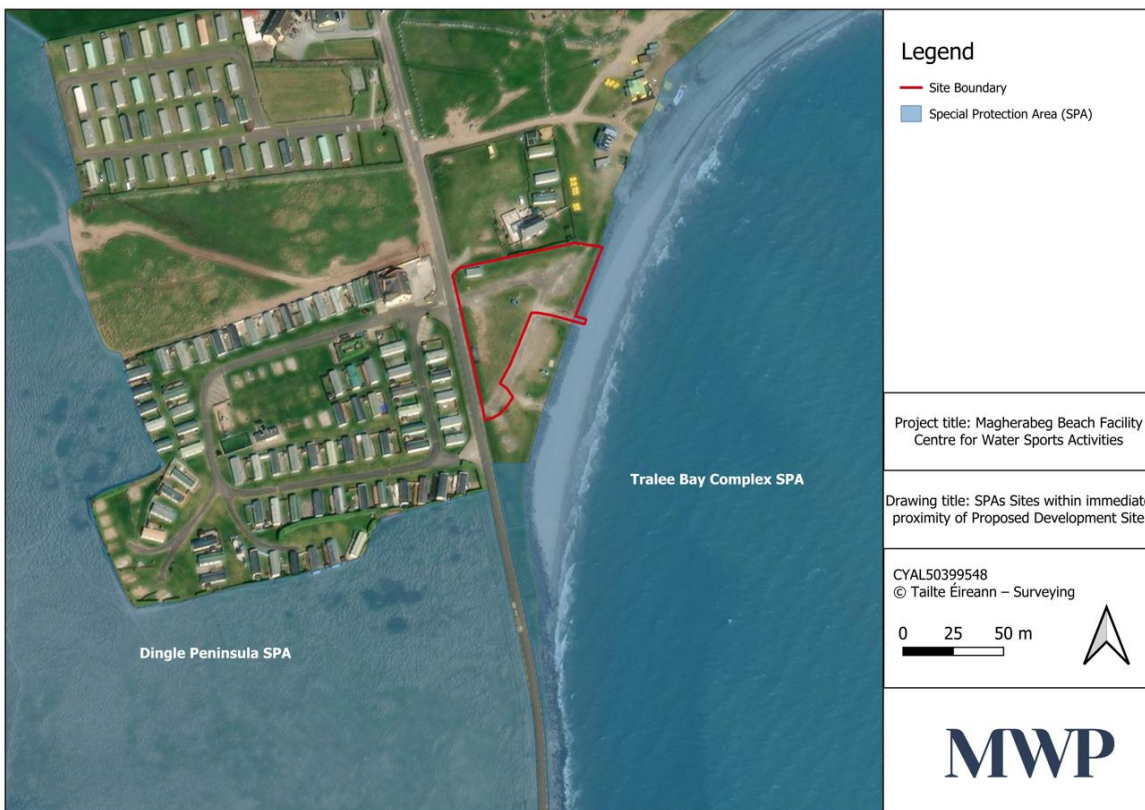 Legend
Site Boundary
Special Protection Area (SPA)
Tralee Bay Complex SPA
Dingle Peninsula SPA
Project title: Magherabeg Beach Facility
Centre for Water Sports Activities
Drawing title: SPAs Sites within immediate
proximity of Proposed Development Site
CYAL50399548
© Tailte Éireann – Surveying
0 25 50 m
MWP